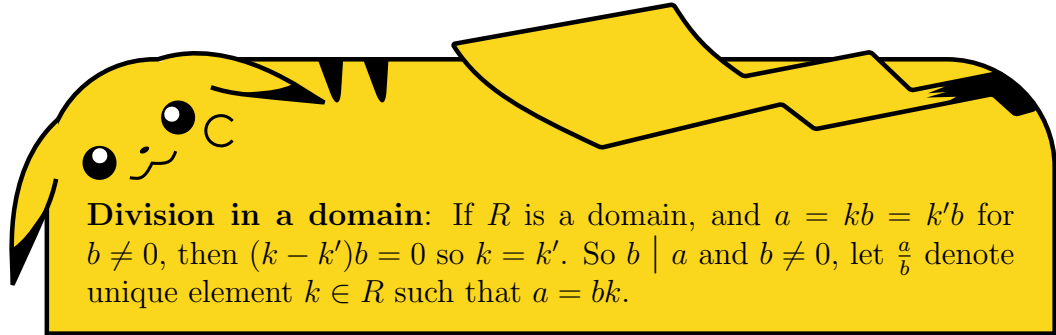 Division in a domain: If R is a domain, and a = kb = k′b for
b ≠ 0, then (k − k′)b = 0 so k = k′. So b | a and b ≠ 0, let a/b denote
unique element k ∈ R such that a = bk.